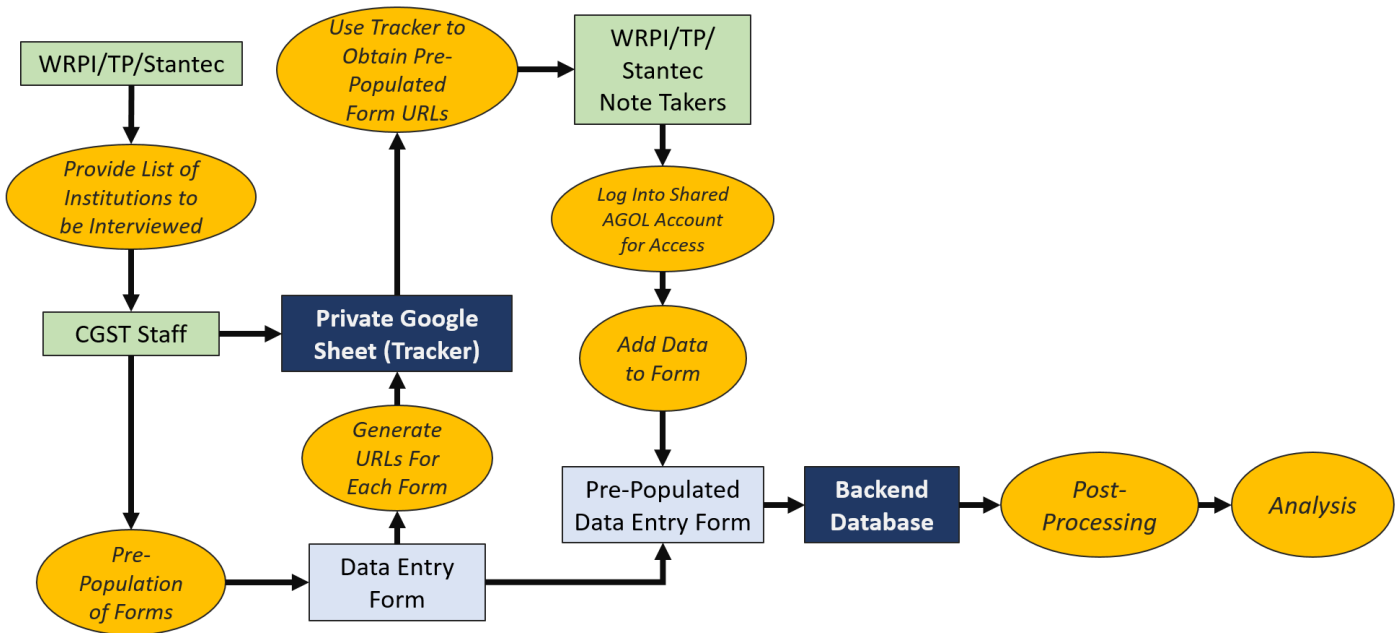 WRPI/TP/Stantec
Provide List of
Institutions to
be Interviewed
CGST Staff
Pre-
Population
of Forms
Data Entry
Form
Generate
URLs For
Each Form
Private Google
Sheet (Tracker)
Use Tracker to
Obtain Pre-
Populated
Form URLs
WRPI/TP/
Stantec
Note Takers
Log Into Shared
AGOL Account
for Access
Add Data
to Form
Pre-Populated
Data Entry Form
Backend
Database
Post-
Processing
Analysis